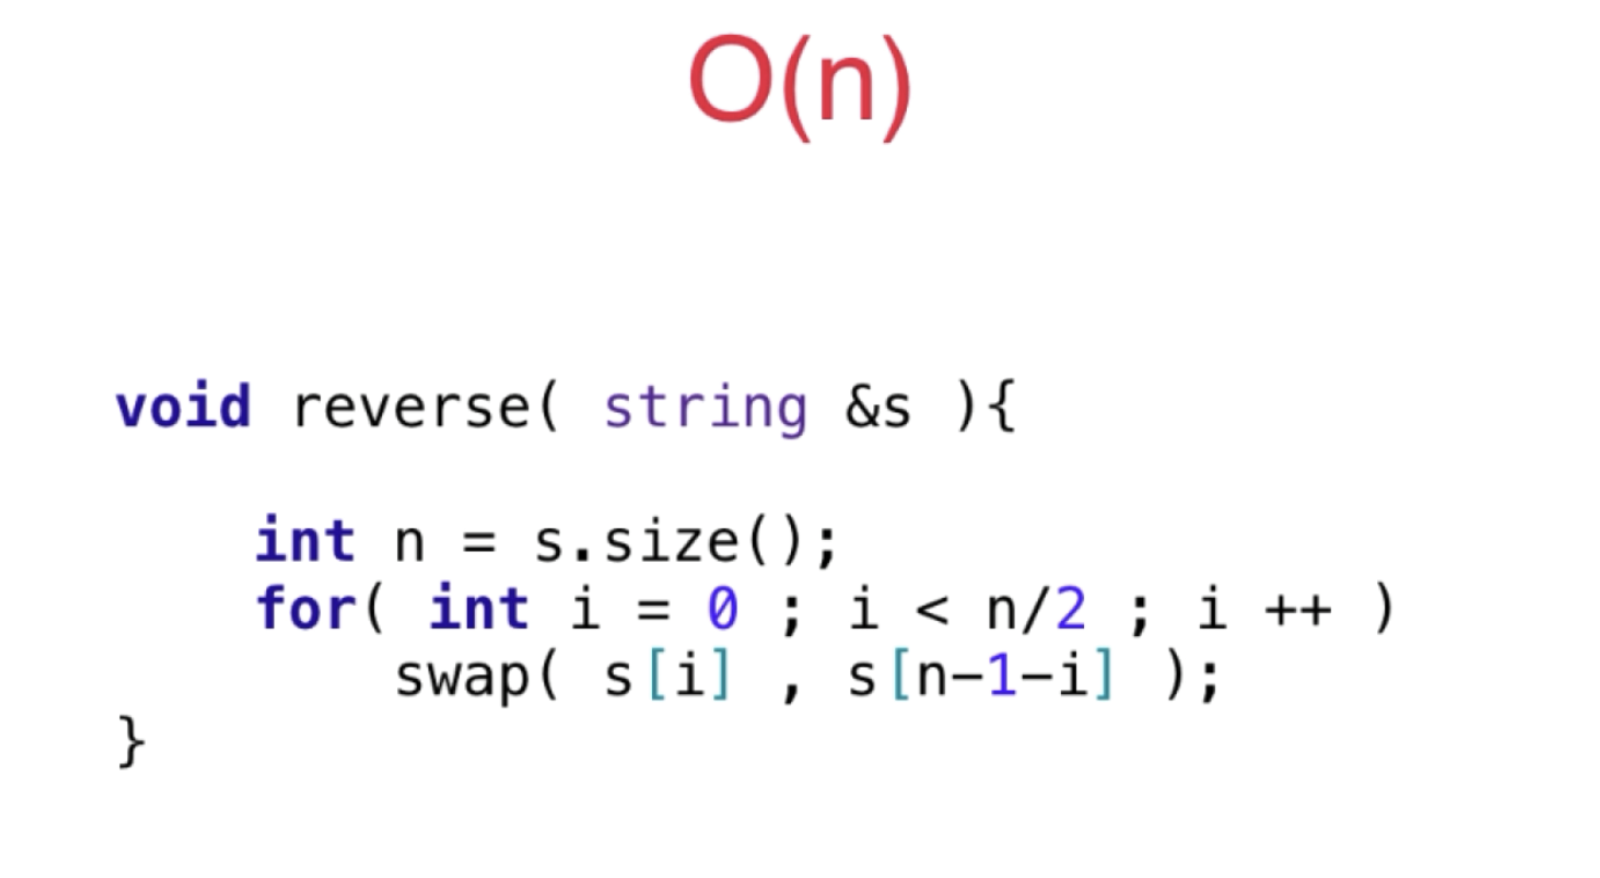 O(n)
void reverse( string &s ){
int n = s.size();
for( int i = 0 ; i < n/2 ; i ++ )
swap( s[i] , s[n-1-i] );
}